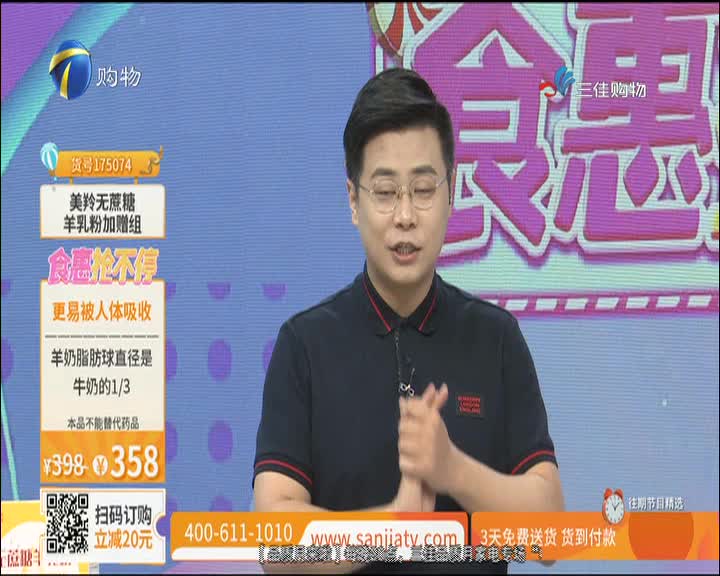 购物
三佳购物
食惠
货号175074
美羚无蔗糖
羊乳粉加赠组
食惠抢不停
更易被人体吸收
羊奶脂肪球直径是
牛奶的1/3
本品不能替代药品
¥398 ¥358
扫码订购
立减20元
往期节目精选
400-611-1010
www.sanjiatv.com
3天免费送货 货到付款